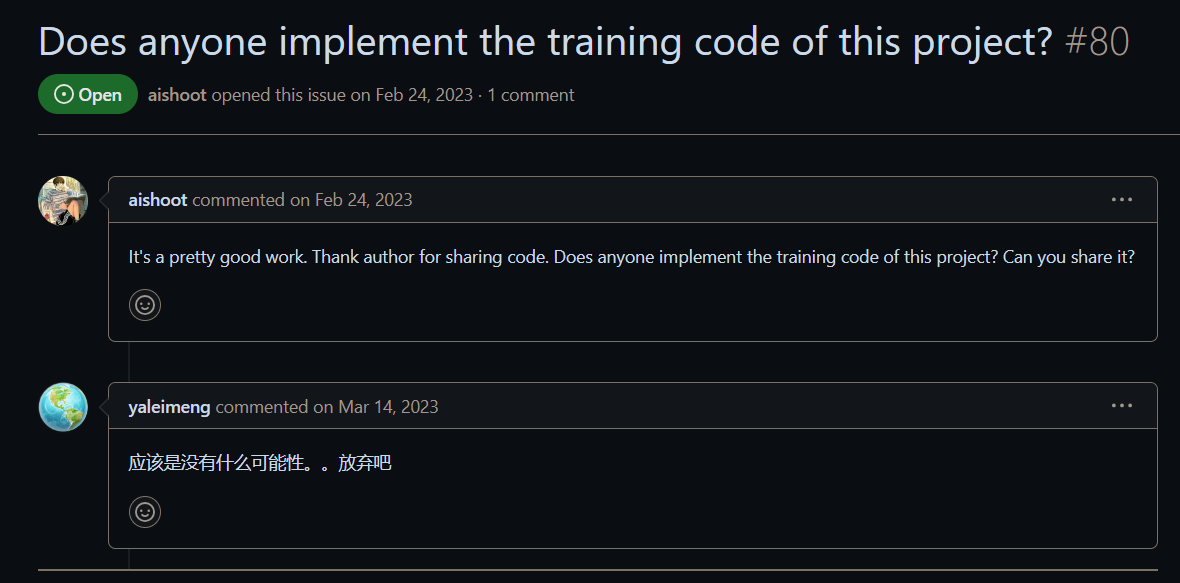 Does anyone implement the training code of this project? #80
Open aishoot opened this issue on Feb 24, 2023 · 1 comment
aishoot commented on Feb 24, 2023
It's a pretty good work. Thank author for sharing code. Does anyone implement the training code of this project? Can you share it?
yaleimeng commented on Mar 14, 2023
应该是没有什么可能性。。放弃吧